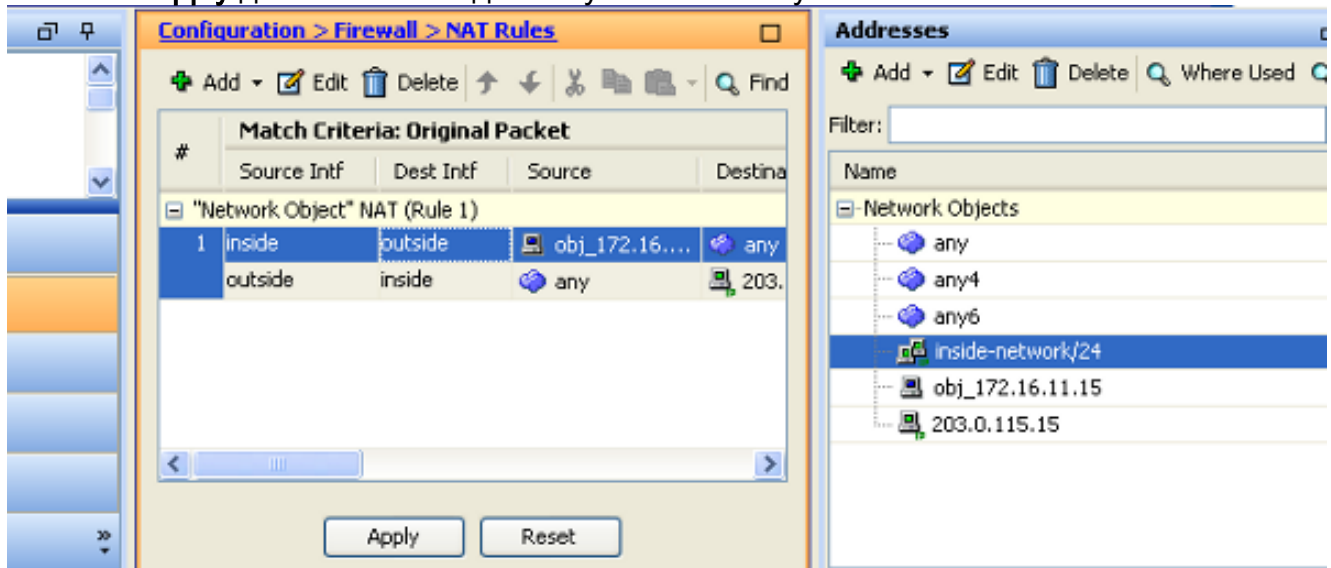 Configuration > Firewall > NAT Rules
Add Edit Delete Find
# Match Criteria: Original Packet
Source Intf Dest Intf Source Destina
"Network Object" NAT (Rule 1)
1 inside outside obj_172.16.... any
outside inside any 203.
Apply Reset
Addresses
Add Edit Delete Where Used
Filter:
Name
Network Objects
any
any4
any6
inside-network/24
obj_172.16.11.15
203.0.115.15